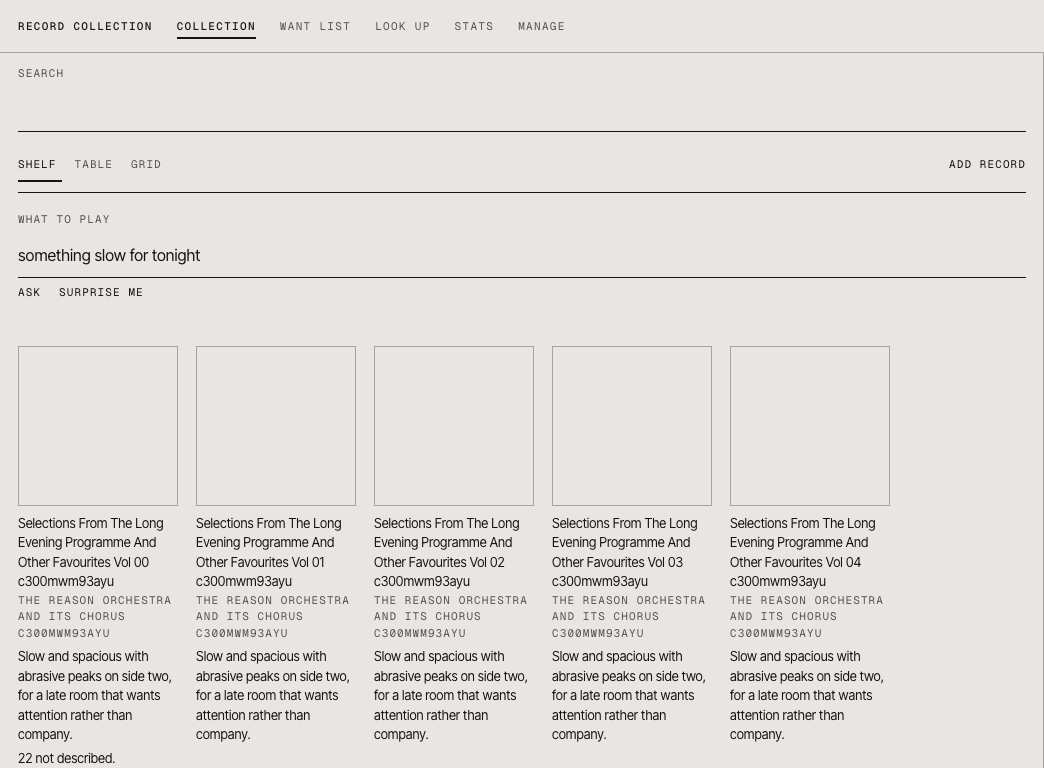 RECORD COLLECTION COLLECTION WANT LIST LOOK UP STATS MANAGE
SEARCH
SHELF TABLE GRID ADD RECORD
WHAT TO PLAY
something slow for tonight
ASK SURPRISE ME
Selections From The Long
Evening Programme And
Other Favourites Vol 00
c300mwm93ayu
THE REASON ORCHESTRA
AND ITS CHORUS
C300MWM93AYU
Slow and spacious with
abrasive peaks on side two,
for a late room that wants
attention rather than
company.
Selections From The Long
Evening Programme And
Other Favourites Vol 01
c300mwm93ayu
THE REASON ORCHESTRA
AND ITS CHORUS
C300MWM93AYU
Slow and spacious with
abrasive peaks on side two,
for a late room that wants
attention rather than
company.
Selections From The Long
Evening Programme And
Other Favourites Vol 02
c300mwm93ayu
THE REASON ORCHESTRA
AND ITS CHORUS
C300MWM93AYU
Slow and spacious with
abrasive peaks on side two,
for a late room that wants
attention rather than
company.
Selections From The Long
Evening Programme And
Other Favourites Vol 03
c300mwm93ayu
THE REASON ORCHESTRA
AND ITS CHORUS
C300MWM93AYU
Slow and spacious with
abrasive peaks on side two,
for a late room that wants
attention rather than
company.
Selections From The Long
Evening Programme And
Other Favourites Vol 04
c300mwm93ayu
THE REASON ORCHESTRA
AND ITS CHORUS
C300MWM93AYU
Slow and spacious with
abrasive peaks on side two,
for a late room that wants
attention rather than
company.
22 not described.